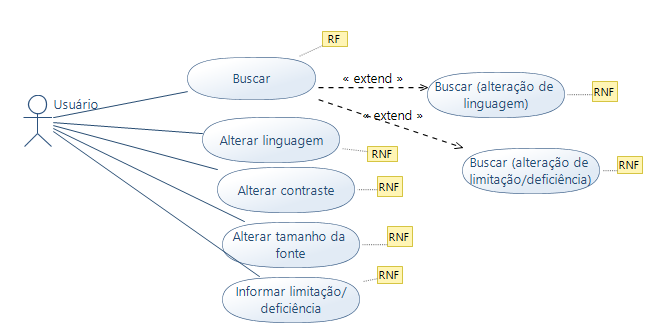 RF
Buscar
« extend »
Buscar (alteração de
linguagem)
RNF
Usuário
« extend »
Alterar linguagem
RNF
Buscar (alteração de
limitação/deficiência)
RNF
Alterar contraste
RNF
Alterar tamanho da
fonte
RNF
Informar limitação/
deficiência
RNF